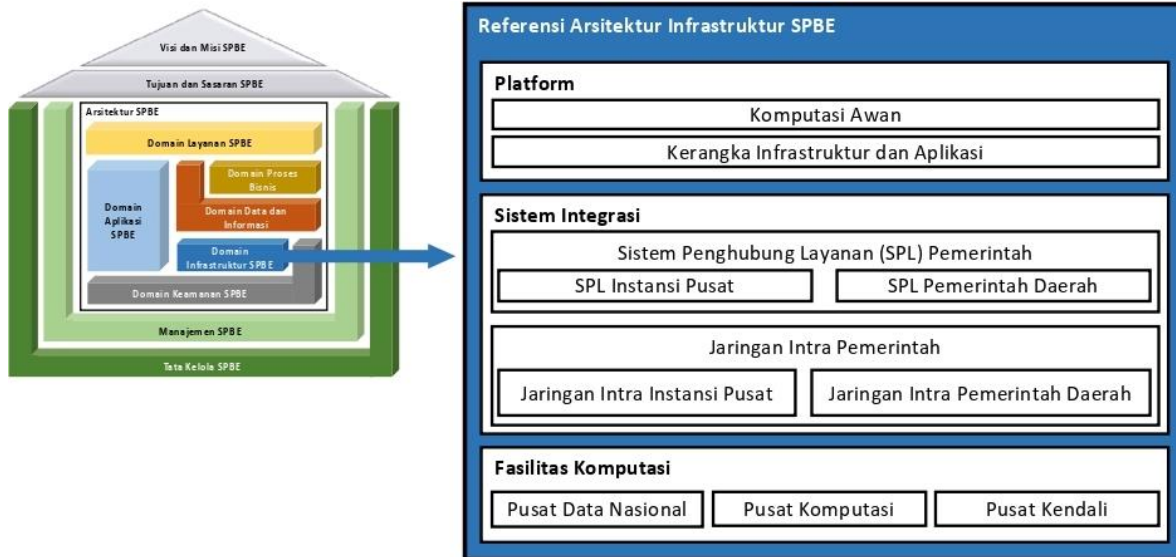 Visi dan Misi SPBE
Tujuan dan Sasaran SPBE
Arsitektur SPBE
Domain Layanan SPBE
Domain Proses
Bisnis
Domain Data dan
Informasi
Domain
Aplikasi
SPBE
Domain
Infrastruktur SPBE
Domain Keamanan SPBE
Manajemen SPBE
Tata Kelola SPBE
Referensi Arsitektur Infrastruktur SPBE
Platform
Komputasi Awan
Kerangka Infrastruktur dan Aplikasi
Sistem Integrasi
Sistem Penghubung Layanan (SPL) Pemerintah
SPL Instansi Pusat
SPL Pemerintah Daerah
Jaringan Intra Pemerintah
Jaringan Intra Instansi Pusat
Jaringan Intra Pemerintah Daerah
Fasilitas Komputasi
Pusat Data Nasional
Pusat Komputasi
Pusat Kendali